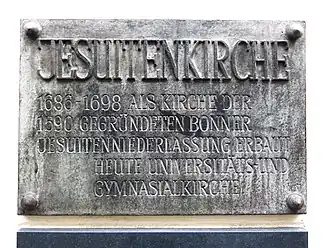 JESUITENKIRCHE
1686-1698 ALS KIRCHE DER
1590 GEGRÜNDETEN BONNER
JESUITENNIEDERLASSUNG ERBAUT
HEUTE UNIVERSITÄTS-UND
GYMNASIALKIRCHE